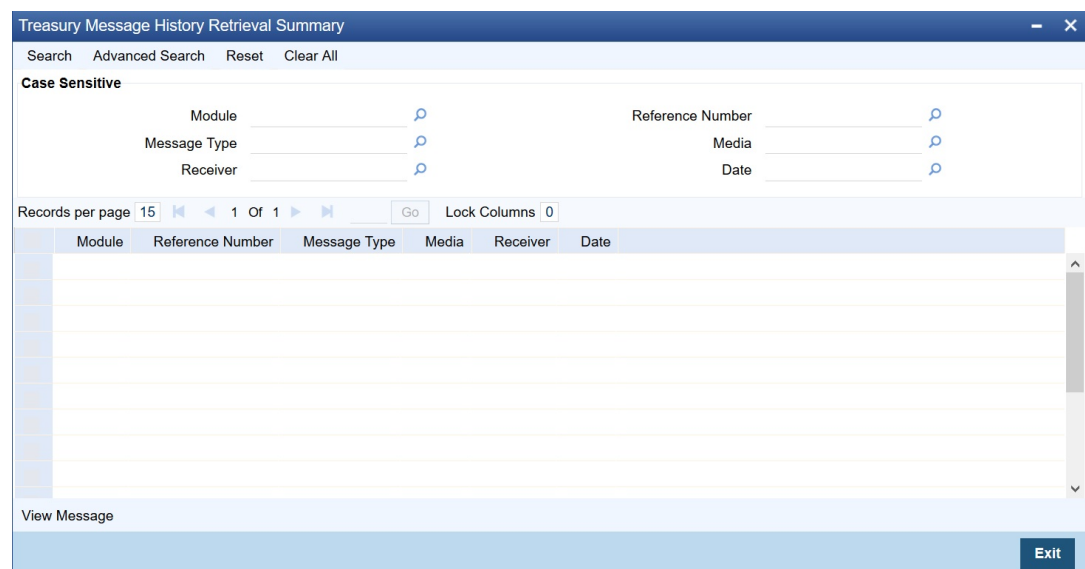 Treasury Message History Retrieval Summary
Search Advanced Search Reset Clear All
Case Sensitive
Module Reference Number
Message Type Media
Receiver Date
Records per page 15 1 Of 1 Go Lock Columns 0
Module Reference Number Message Type Media Receiver Date
View Message
Exit